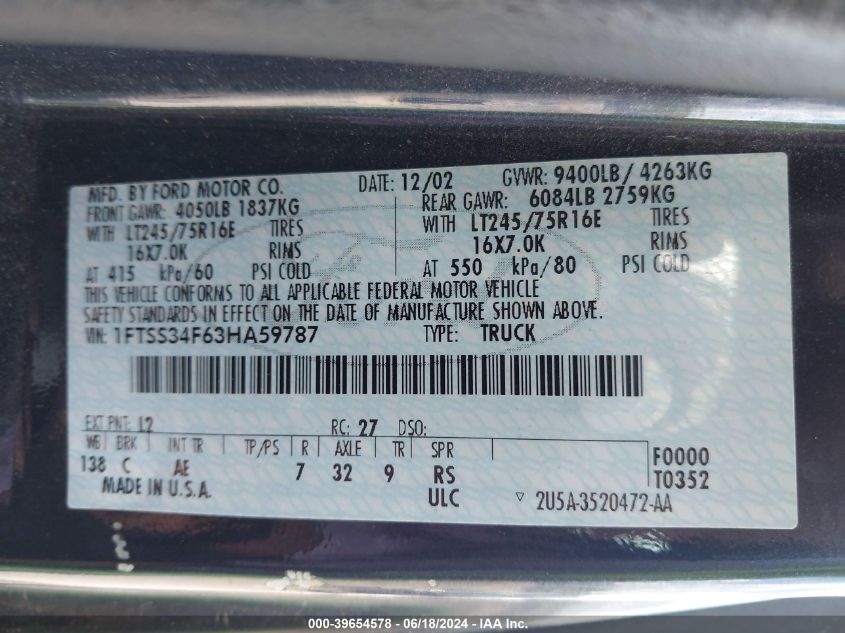 MFD. BY FORD MOTOR CO. DATE: 12/02 GVWR: 9400LB/ 4263KG
FRONT GAWR: 4050LB 1837KG REAR GAWR: 6084LB 2759KG
WITH LT245/75R16E TIRES WITH LT245/75R16E TIRES
16X7.0K RIMS 16X7.0K RIMS
AT 415 kPa/60 PSI COLD AT 550 kPa/80 PSI COLD
THIS VEHICLE CONFORMS TO ALL APPLICABLE FEDERAL MOTOR VEHICLE
SAFETY STANDARDS IN EFFECT ON THE DATE OF MANUFACTURE SHOWN ABOVE.
VIN: 1FTSS34F63HA59787 TYPE: TRUCK
EXT PNT: L2 RC: 27 DSO:
WB BRK INT TR TP/PS R AXLE TR SPR F0000
138 C AE 7 32 9 RS T0352
MADE IN U.S.A. ULC ▽ 2U5A-3520472-AA
000-39654578 - 06/18/2024 - IAA Inc.